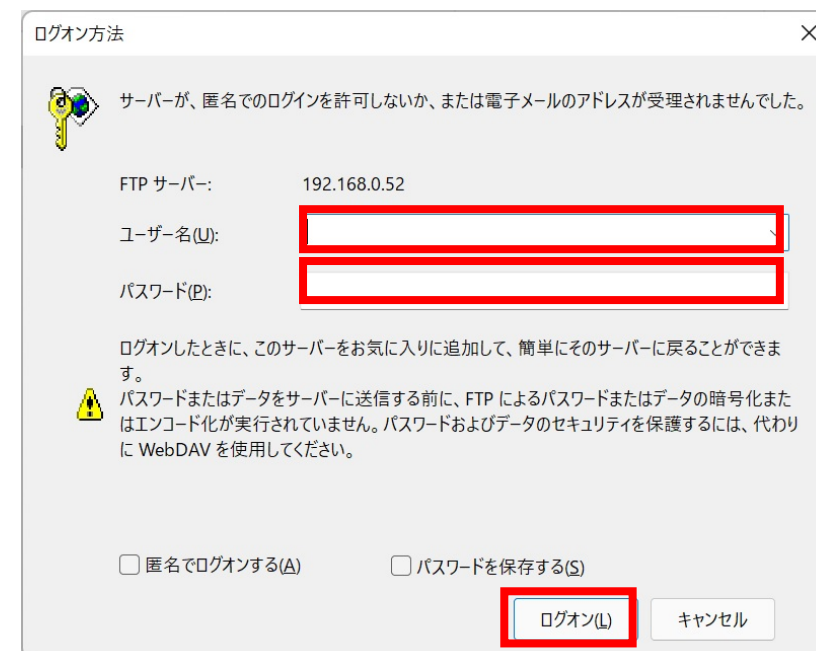 ログオン方法
サーバーが、匿名でのログインを許可しないか、または電子メールのアドレスが受理されませんでした。
FTP サーバー: 192.168.0.52
ユーザー名(U):
パスワード(P):
ログオンしたときに、このサーバーをお気に入りに追加して、簡単にそのサーバーに戻ることができま
す。
パスワードまたはデータをサーバーに送信する前に、FTP によるパスワードまたはデータの暗号化また
はエンコード化が実行されていません。パスワードおよびデータのセキュリティを保護するには、代わり
に WebDAV を使用してください。
匿名でログオンする(A) パスワードを保存する(S)
ログオン(L) キャンセル